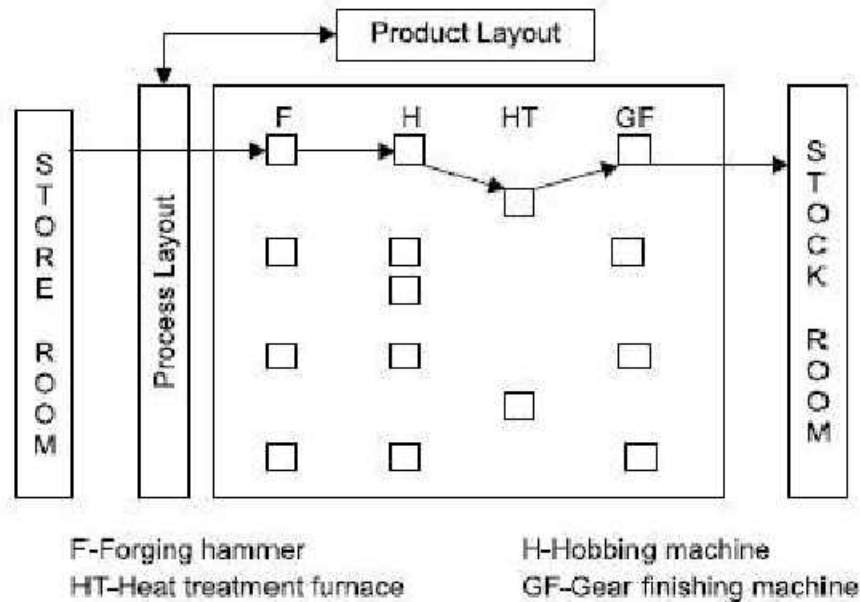 Product Layout
STORE ROOM
Process Layout
F H HT GF
STOCK ROOM
F-Forging hammer H-Hobbing machine
HT-Heat treatment furnace GF-Gear finishing machine